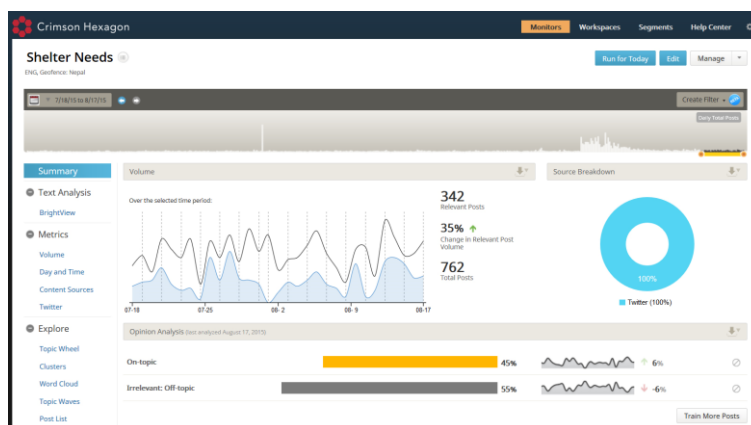 Crimson Hexagon
Monitors Workspaces Segments Help Center
Shelter Needs
Run for Today Edit Manage
ENG, Geofence: Nepal
7/18/15 to 8/17/15
Create Filter
Daily Total Posts
Summary
Volume
Source Breakdown
Text Analysis
BrightView
Metrics
Volume
Day and Time
Content Sources
Twitter
Explore
Topic Wheel
Clusters
Word Cloud
Topic Waves
Post List
Over the selected time period:
342
Relevant Posts
35%
Change in Relevant Post
Volume
762
Total Posts
07-18 07-25 08-2 08-9 08-17
100%
Twitter (100%)
Opinion Analysis (last analyzed August 17, 2015)
On-topic 45% 6%
Irrelevant: Off-topic 55% -6%
Train More Posts